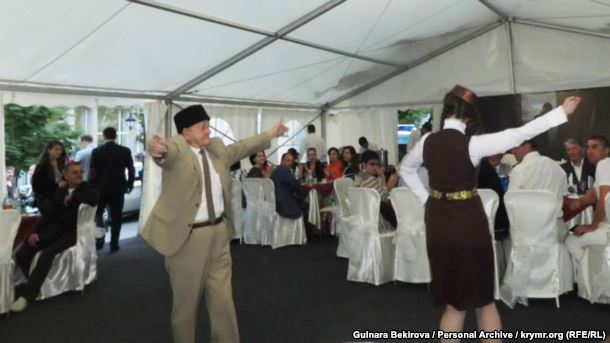 Gulnara Bekirova / Personal Archive / krymr.org (RFE/RL)